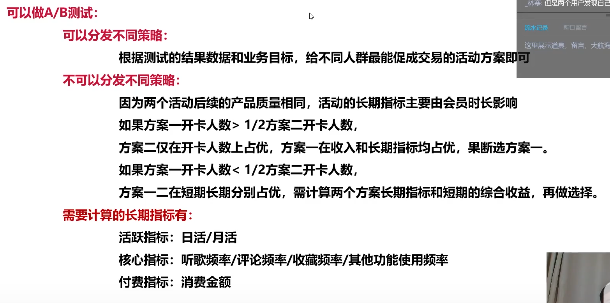 可以做A/B测试：
可以分发不同策略：
根据测试的结果数据和业务目标，给不同人群最能促成交易的活动方案即可
不可以分发不同策略：
因为两个活动后续的产品质量相同，活动的长期指标主要由会员时长影响
如果方案一开卡人数> 1/2方案二开卡人数，
方案二仅在开卡人数上占优，方案一在收入和长期指标均占优，果断选方案一。
如果方案一开卡人数< 1/2方案二开卡人数，
方案一二在短期长期分别占优，需计算两个方案长期指标和短期的综合收益，再做选择。
需要计算的长期指标有：
活跃指标：日活/月活
核心指标：听歌频率/评论频率/收藏频率/其他功能使用频率
付费指标：消费金额